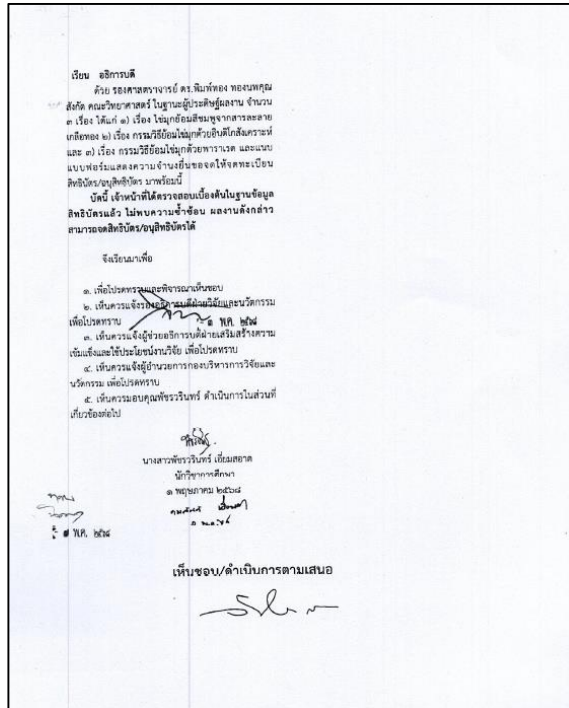 เรียน อธิการบดี
ด้วย รองศาสตราจารย์ ดร.พิมพ์ทอง ทองนพคุณ
สังกัด คณะวิทยาศาสตร์ ในฐานะผู้ประดิษฐ์ผลงาน จำนวน
๓ เรื่อง ได้แก่ ๑) เรื่อง ไข่มุกย้อมสีชมพูจากสารละลาย
เกลือทอง ๒) เรื่อง กรรมวิธีย้อมไข่มุกด้วยอินดิโกสังเคราะห์
และ ๓) เรื่อง กรรมวิธีย้อมไข่มุกด้วยพาราเรด และแนบ
แบบฟอร์มแสดงความจำนงยื่นขอจดให้จดทะเบียน
สิทธิบัตร/อนุสิทธิบัตร มาพร้อมนี้
บัดนี้ เจ้าหน้าที่ได้ตรวจสอบเบื้องต้นในฐานข้อมูล
สิทธิบัตรแล้ว ไม่พบความซ้ำซ้อน ผลงานดังกล่าว
สามารถจดสิทธิบัตร/อนุสิทธิบัตรได้
จึงเรียนมาเพื่อ
๑. เพื่อโปรดทราบและพิจารณาเห็นชอบ
๒. เห็นควรแจ้งรองอธิการบดีฝ่ายวิจัยและนวัตกรรม
เพื่อโปรดทราบ
๑ พ.ค. ๒๕๖๘
๓. เห็นควรแจ้งผู้ช่วยอธิการบดีฝ่ายเสริมสร้างความ
เข้มแข็งและใช้ประโยชน์งานวิจัย เพื่อโปรดทราบ
๔. เห็นควรแจ้งผู้อำนวยการกองบริหารการวิจัยและ
นวัตกรรม เพื่อโปรดทราบ
๕. เห็นควรมอบคุณพัชรวรินทร์ ดำเนินการในส่วนที่
เกี่ยวข้องต่อไป
นางสาวพัชรวรินทร์ เอี่ยมสอาด
นักวิชาการศึกษา
๑ พฤษภาคม ๒๕๖๘
พ.ค. ๒๕๖๘
เห็นชอบ/ดำเนินการตามเสนอ